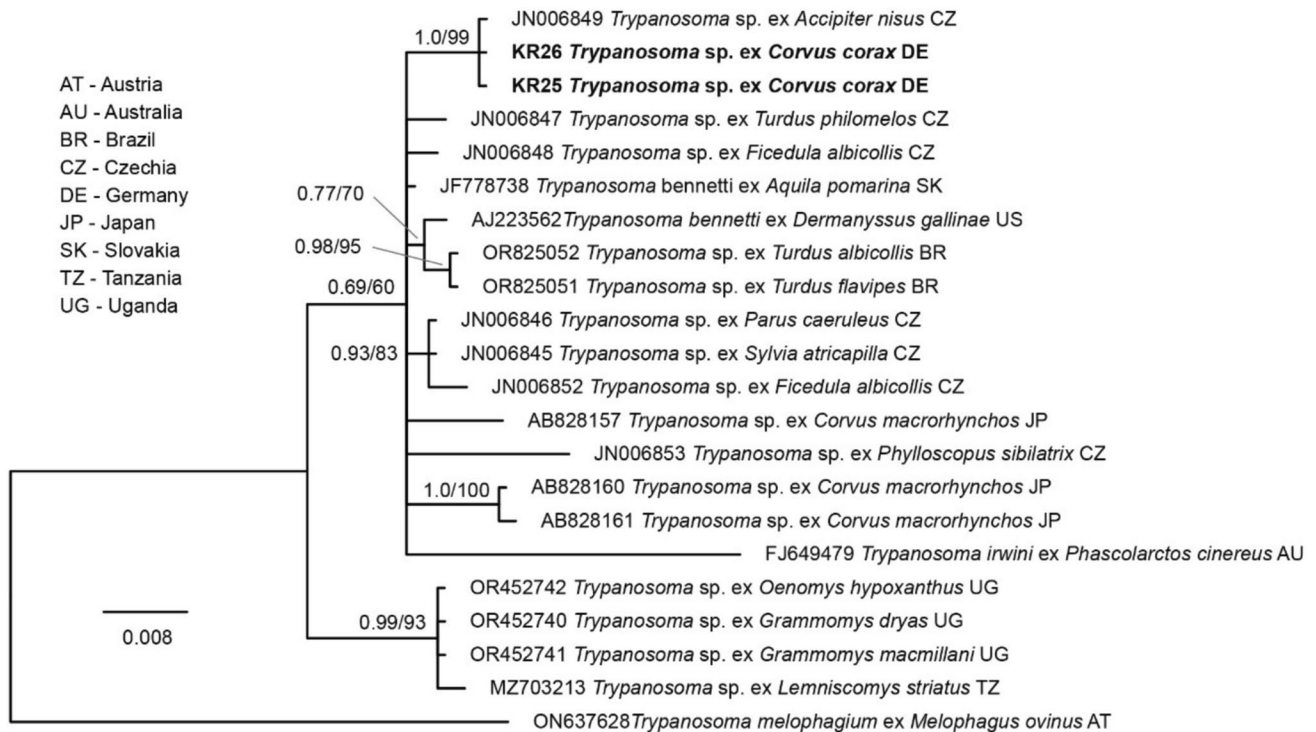 JN006849 Trypanosoma sp. ex Accipiter nisus CZ
1.0/99
KR26 Trypanosoma sp. ex Corvus corax DE
KR25 Trypanosoma sp. ex Corvus corax DE
AT - Austria
AU - Australia
BR - Brazil
CZ - Czechia
DE - Germany
JP - Japan
SK - Slovakia
TZ - Tanzania
UG - Uganda
JN006847 Trypanosoma sp. ex Turdus philomelos CZ
JN006848 Trypanosoma sp. ex Ficedula albicollis CZ
JF778738 Trypanosoma bennetti ex Aquila pomarina SK
0.77/70
AJ223562Trypanosoma bennetti ex Dermanyssus gallinae US
0.98/95
OR825052 Trypanosoma sp. ex Turdus albicollis BR
OR825051 Trypanosoma sp. ex Turdus flavipes BR
0.69/60
JN006846 Trypanosoma sp. ex Parus caeruleus CZ
0.93/83
JN006845 Trypanosoma sp. ex Sylvia atricapilla CZ
JN006852 Trypanosoma sp. ex Ficedula albicollis CZ
AB828157 Trypanosoma sp. ex Corvus macrorhynchos JP
JN006853 Trypanosoma sp. ex Phylloscopus sibilatrix CZ
1.0/100
AB828160 Trypanosoma sp. ex Corvus macrorhynchos JP
AB828161 Trypanosoma sp. ex Corvus macrorhynchos JP
FJ649479 Trypanosoma irwini ex Phascolarctos cinereus AU
OR452742 Trypanosoma sp. ex Oenomys hypoxanthus UG
0.99/93
OR452740 Trypanosoma sp. ex Grammomys dryas UG
OR452741 Trypanosoma sp. ex Grammomys macmillani UG
MZ703213 Trypanosoma sp. ex Lemniscomys striatus TZ
0.008
ON637628Trypanosoma melophagium ex Melophagus ovinus AT